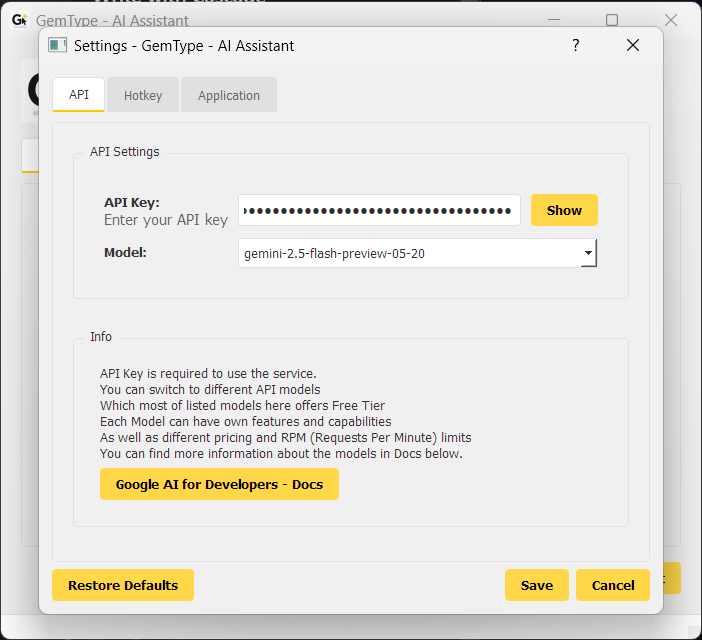 GemType - AI Assistant
Settings - GemType - AI Assistant
?
API
Hotkey
Application
API Settings
API Key:
Enter your API key
Show
Model:
gemini-2.5-flash-preview-05-20
Info
API Key is required to use the service.
You can switch to different API models
Which most of listed models here offers Free Tier
Each Model can have own features and capabilities
As well as different pricing and RPM (Requests Per Minute) limits
You can find more information about the models in Docs below.
Google AI for Developers - Docs
Restore Defaults
Save
Cancel